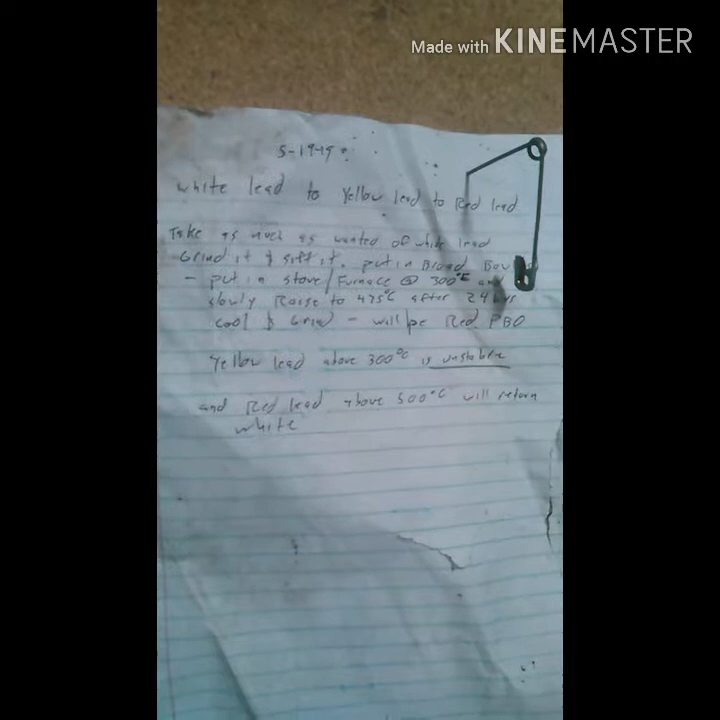 Made with KINEMASTER
5-19-19
white lead to Yellow lead to Red lead
Take as much as wanted of white lead
Grind it & sift it. put in Broad Bowl
- put in stove/Furnace @ 300°C and
slowly Raise to 475°C after 24 hrs
cool & Grind - will be Red PBO
Yellow lead above 300°C is unstable
and Red lead above 500°C will return
white